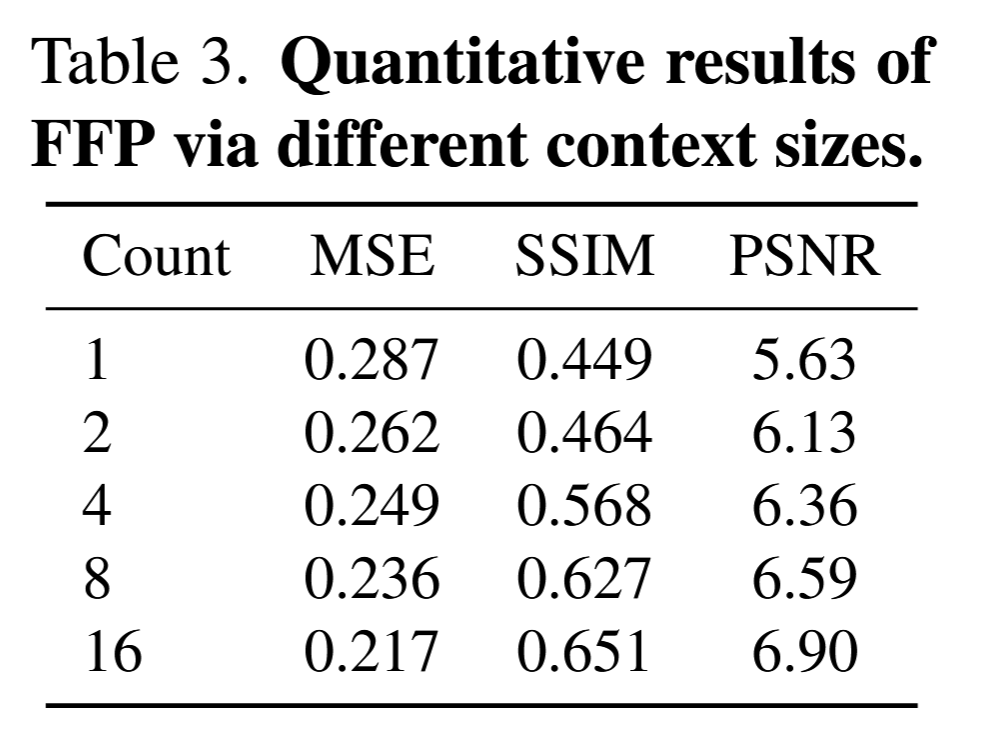 Table 3. Quantitative results of
FFP via different context sizes.
Count MSE SSIM PSNR
1 0.287 0.449 5.63
2 0.262 0.464 6.13
4 0.249 0.568 6.36
8 0.236 0.627 6.59
16 0.217 0.651 6.90